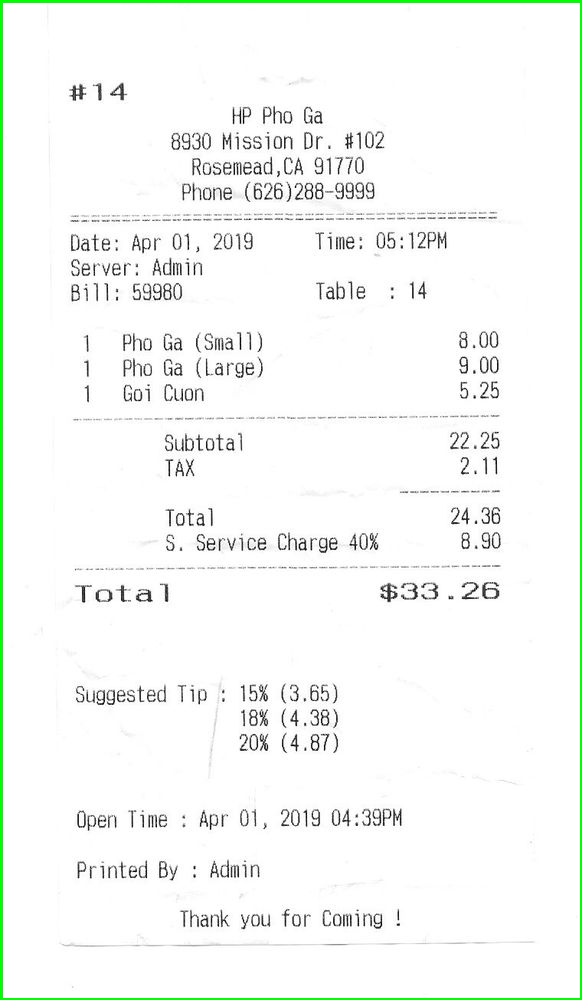 #14
HP Pho Ga
8930 Mission Dr. #102
Rosemead,CA 91770
Phone (626)288-9999
Date: Apr 01, 2019 Time: 05:12PM
Server: Admin
Bill: 59980 Table : 14
1 Pho Ga (Small) 8.00
1 Pho Ga (Large) 9.00
1 Goi Cuon 5.25
Subtotal 22.25
TAX 2.11
Total 24.36
S. Service Charge 40% 8.90
Total $33.26
Suggested Tip : 15% (3.65)
18% (4.38)
20% (4.87)
Open Time : Apr 01, 2019 04:39PM
Printed By : Admin
Thank you for Coming !